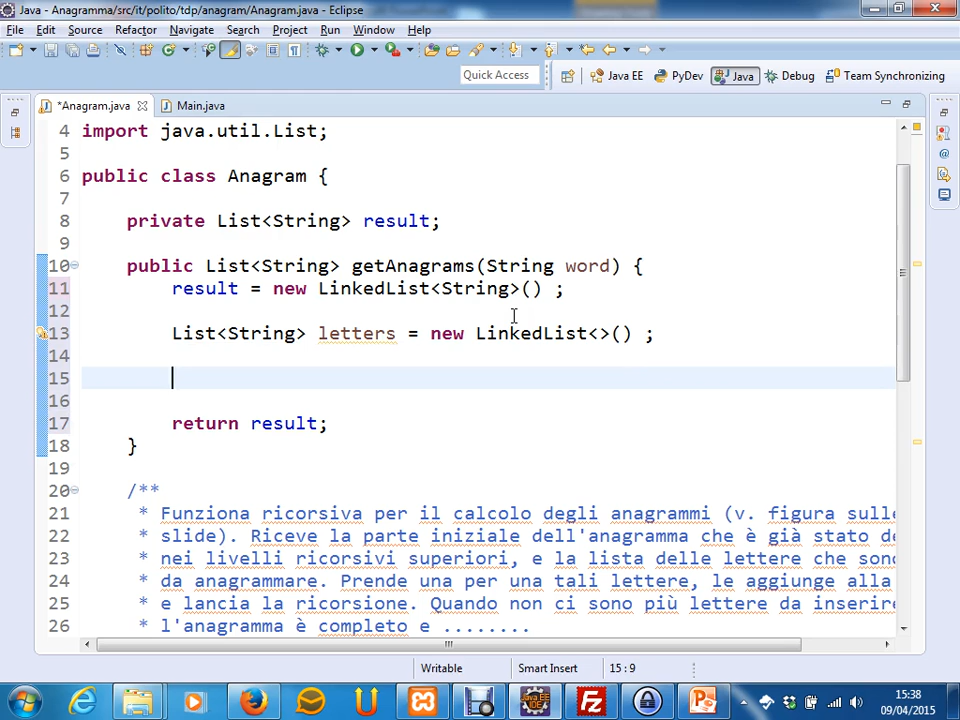 Java - Anagramma/src/it/polito/tdp/anagram/Anagram.java - Eclipse
File Edit Source Refactor Navigate Search Project Run Window Help
Quick Access Java EE PyDev Java Debug Team Synchronizing
*Anagram.java Main.java
4 import java.util.List;
5
6 public class Anagram {
7
8 private List<String> result;
9
10 public List<String> getAnagrams(String word) {
11 result = new LinkedList<String>() ;
12
13 List<String> letters = new LinkedList<>() ;
14
15
16
17 return result;
18 }
19
20 /**
21 * Funziona ricorsiva per il calcolo degli anagrammi (v. figura sulle
22 * slide). Riceve la parte iniziale dell'anagramma che è già stato de
23 * nei livelli ricorsivi superiori, e la lista delle lettere che sono
24 * da anagrammare. Prende una per una tali lettere, le aggiunge alla
25 * e lancia la ricorsione. Quando non ci sono più lettere da inserire
26 * l'anagramma è completo e ........
Writable Smart Insert 15 : 9
15:38
09/04/2015